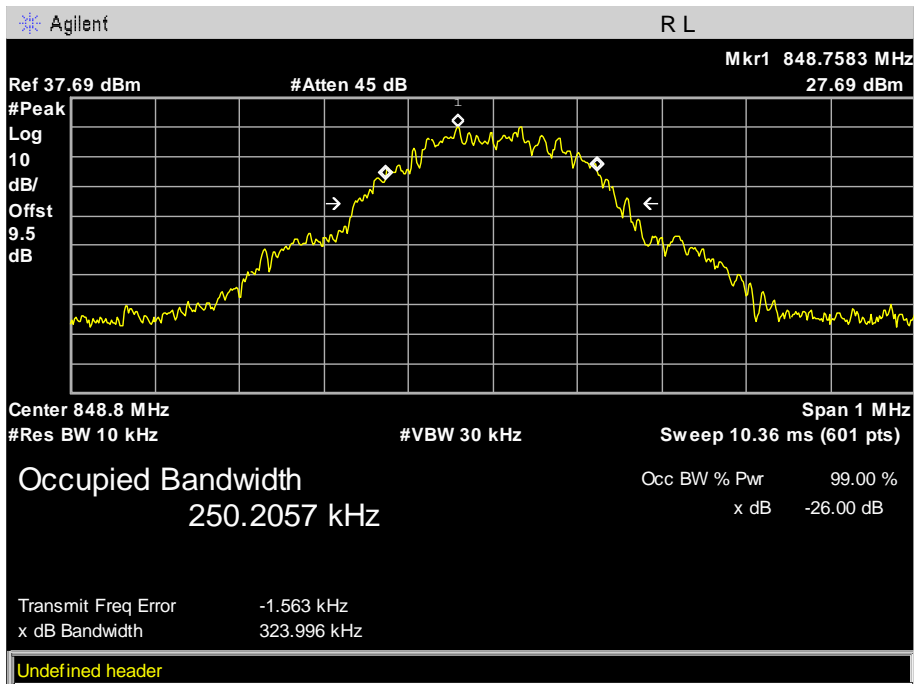 Agilent R L
Mkr1 848.7583 MHz
Ref 37.69 dBm #Atten 45 dB 27.69 dBm
#Peak
Log
10
dB/
Offst
9.5
dB
1
Center 848.8 MHz Span 1 MHz
#Res BW 10 kHz #VBW 30 kHz Sweep 10.36 ms (601 pts)
Occupied Bandwidth
250.2057 kHz
Occ BW % Pwr 99.00 %
x dB -26.00 dB
Transmit Freq Error -1.563 kHz
x dB Bandwidth 323.996 kHz
Undefined header